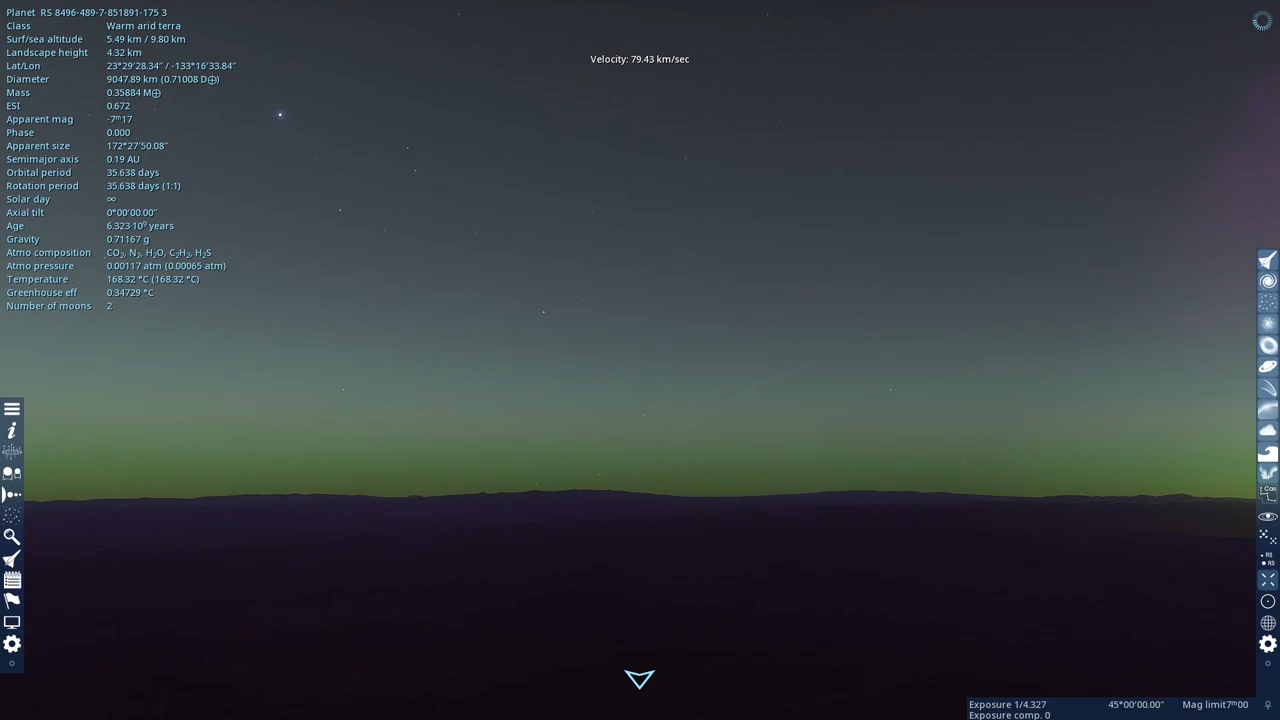 Planet RS 8496-489-7-851891-175 3
Class Warm arid terra
Surf/sea altitude 5.49 km / 9.80 km
Landscape height 4.32 km
Lat/Lon 23°29′28.34″ / -133°16′33.84″
Diameter 9047.89 km (0.71008 D⊕)
Mass 0.35884 M⊕
ESI 0.672
Apparent mag -7ᵐ17
Phase 0.000
Apparent size 172°27′50.08″
Semimajor axis 0.19 AU
Orbital period 35.638 days
Rotation period 35.638 days (1:1)
Solar day ∞
Axial tilt 0°00′00.00″
Age 6.323·10⁹ years
Gravity 0.71167 g
Atmo composition CO₂, N₂, H₂O, C₂H₂, H₂S
Atmo pressure 0.00117 atm (0.00065 atm)
Temperature 168.32 °C (168.32 °C)
Greenhouse eff 0.34729 °C
Number of moons 2
Velocity: 79.43 km/sec
Cas
RS
RS
Exposure 1/4.327 45°00′00.00″ Mag limit7ᵐ00
Exposure comp. 0